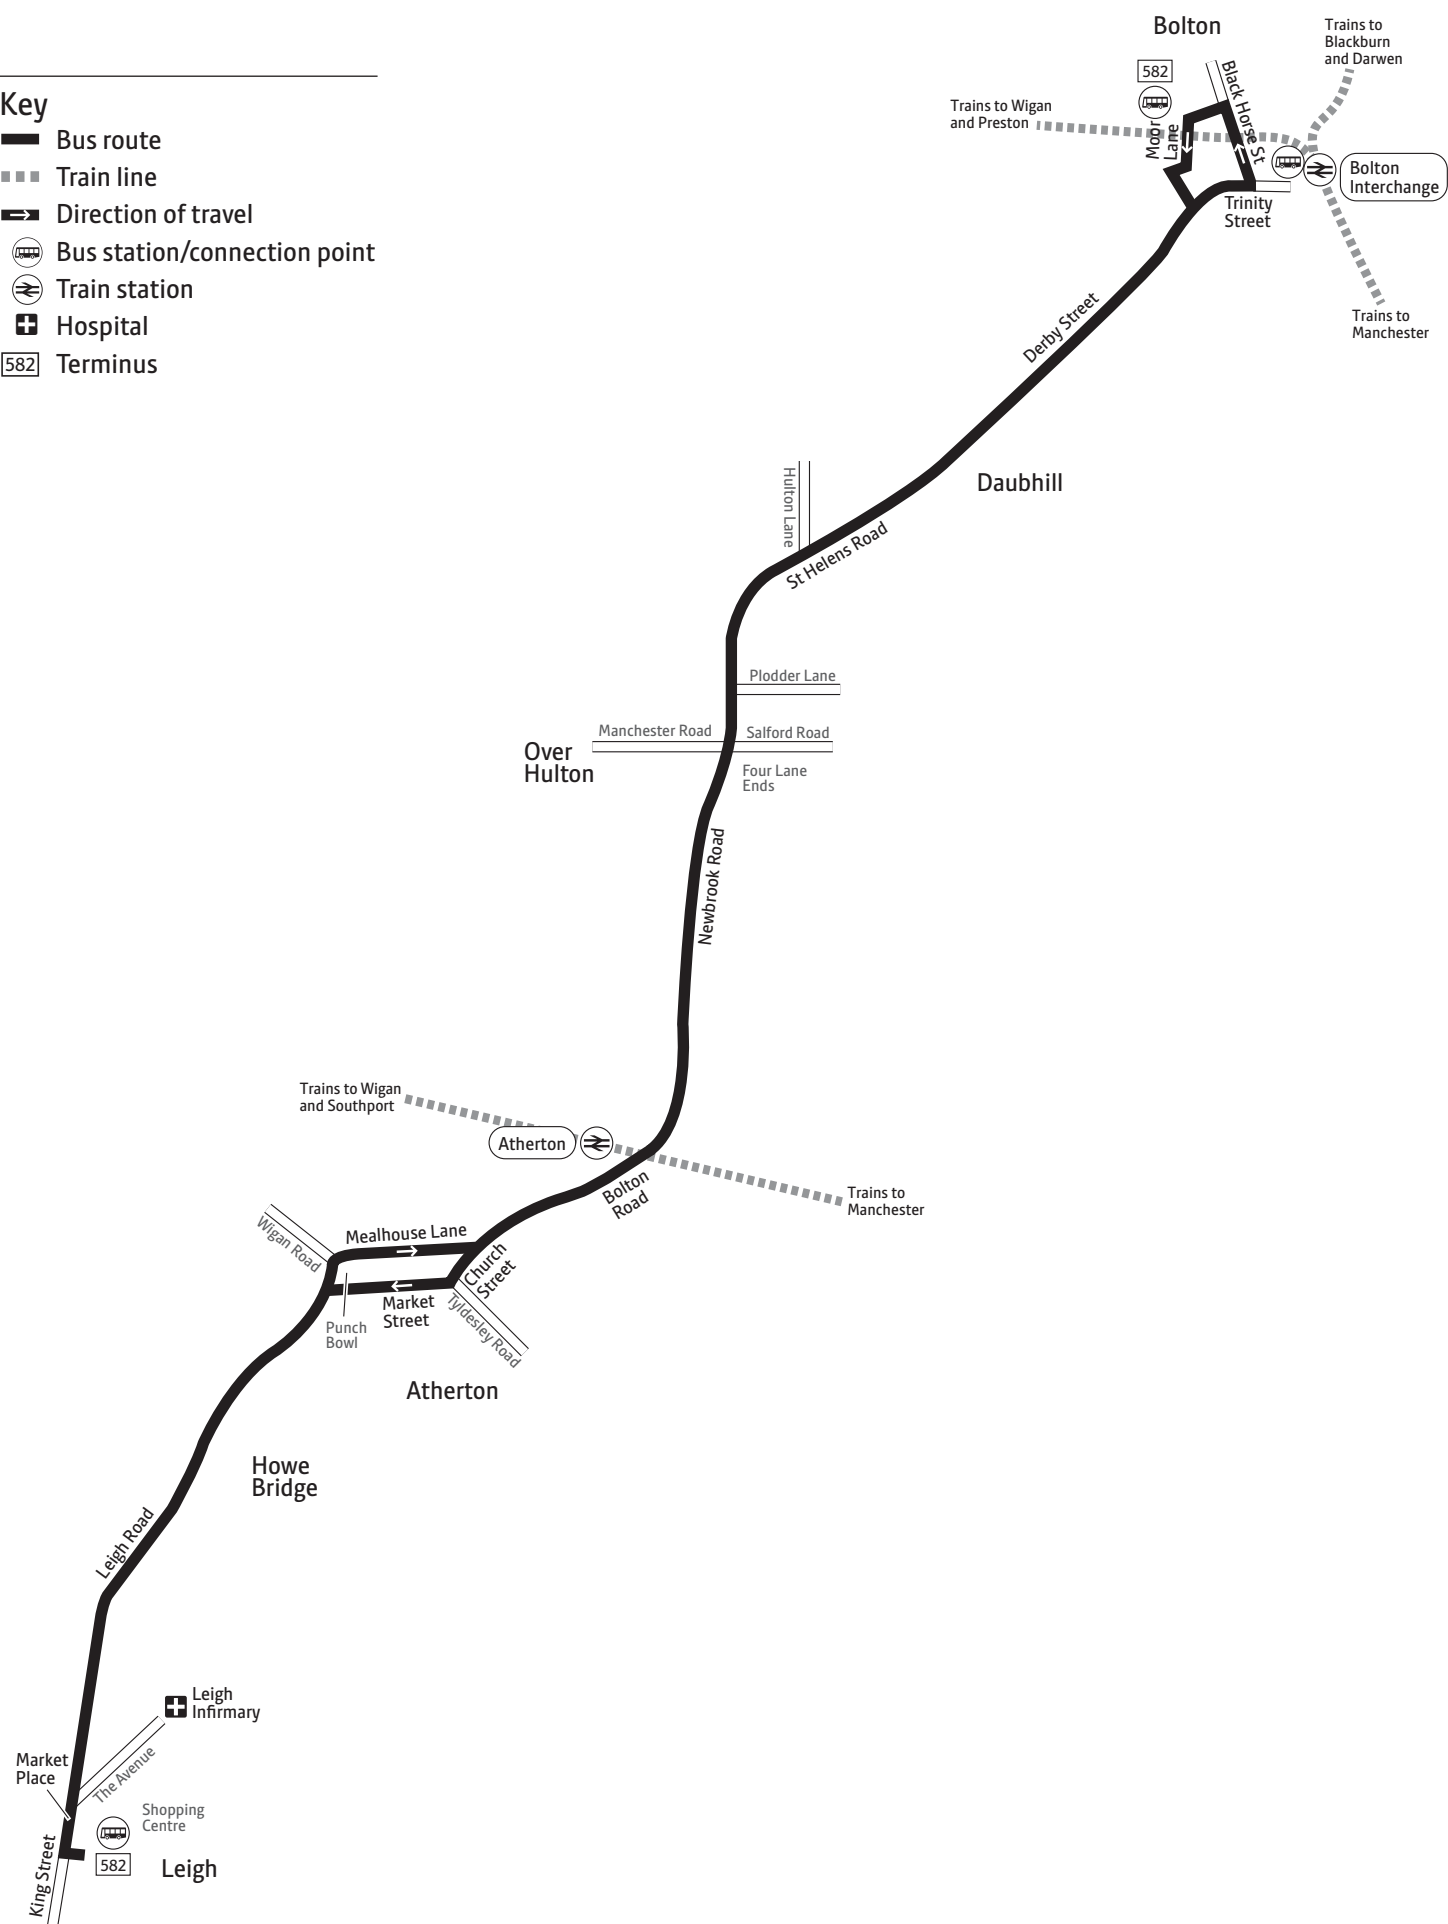 Bolton
Trains to
Blackburn
and Darwen
582
Black Horse St
Key
Trains to Wigan
and Preston
Moor
Lane
Bus route
Bolton
Interchange
Train line
Trinity
Street
Direction of travel
Bus station/connection point
Train station
Trains to
Manchester
Hospital
Derby Street
582
Terminus
Daubhill
Hulton Lane
St Helens Road
Plodder Lane
Manchester Road
Salford Road
Over
Hulton
Four Lane
Ends
Newbrook Road
Trains to Wigan
and Southport
Atherton
Bolton
Road
Trains to
Manchester
Wigan Road
Mealhouse Lane
Church
Street
Market
Street
Punch
Bowl
Tyldesley Road
Atherton
Howe
Bridge
Leigh Road
Leigh
Infirmary
Market
Place
The Avenue
Shopping
Centre
King Street
582
Leigh